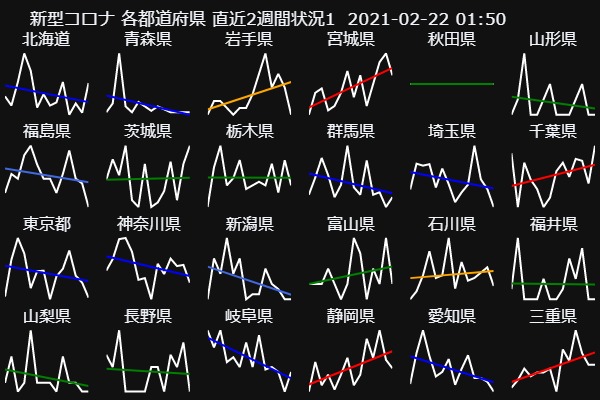 新型コロナ 各都道府県 直近2週間状況1 2021-02-22 01:50
北海道 青森県 岩手県 宮城県 秋田県 山形県
福島県 茨城県 栃木県 群馬県 埼玉県 千葉県
東京都 神奈川県 新潟県 富山県 石川県 福井県
山梨県 長野県 岐阜県 静岡県 愛知県 三重県